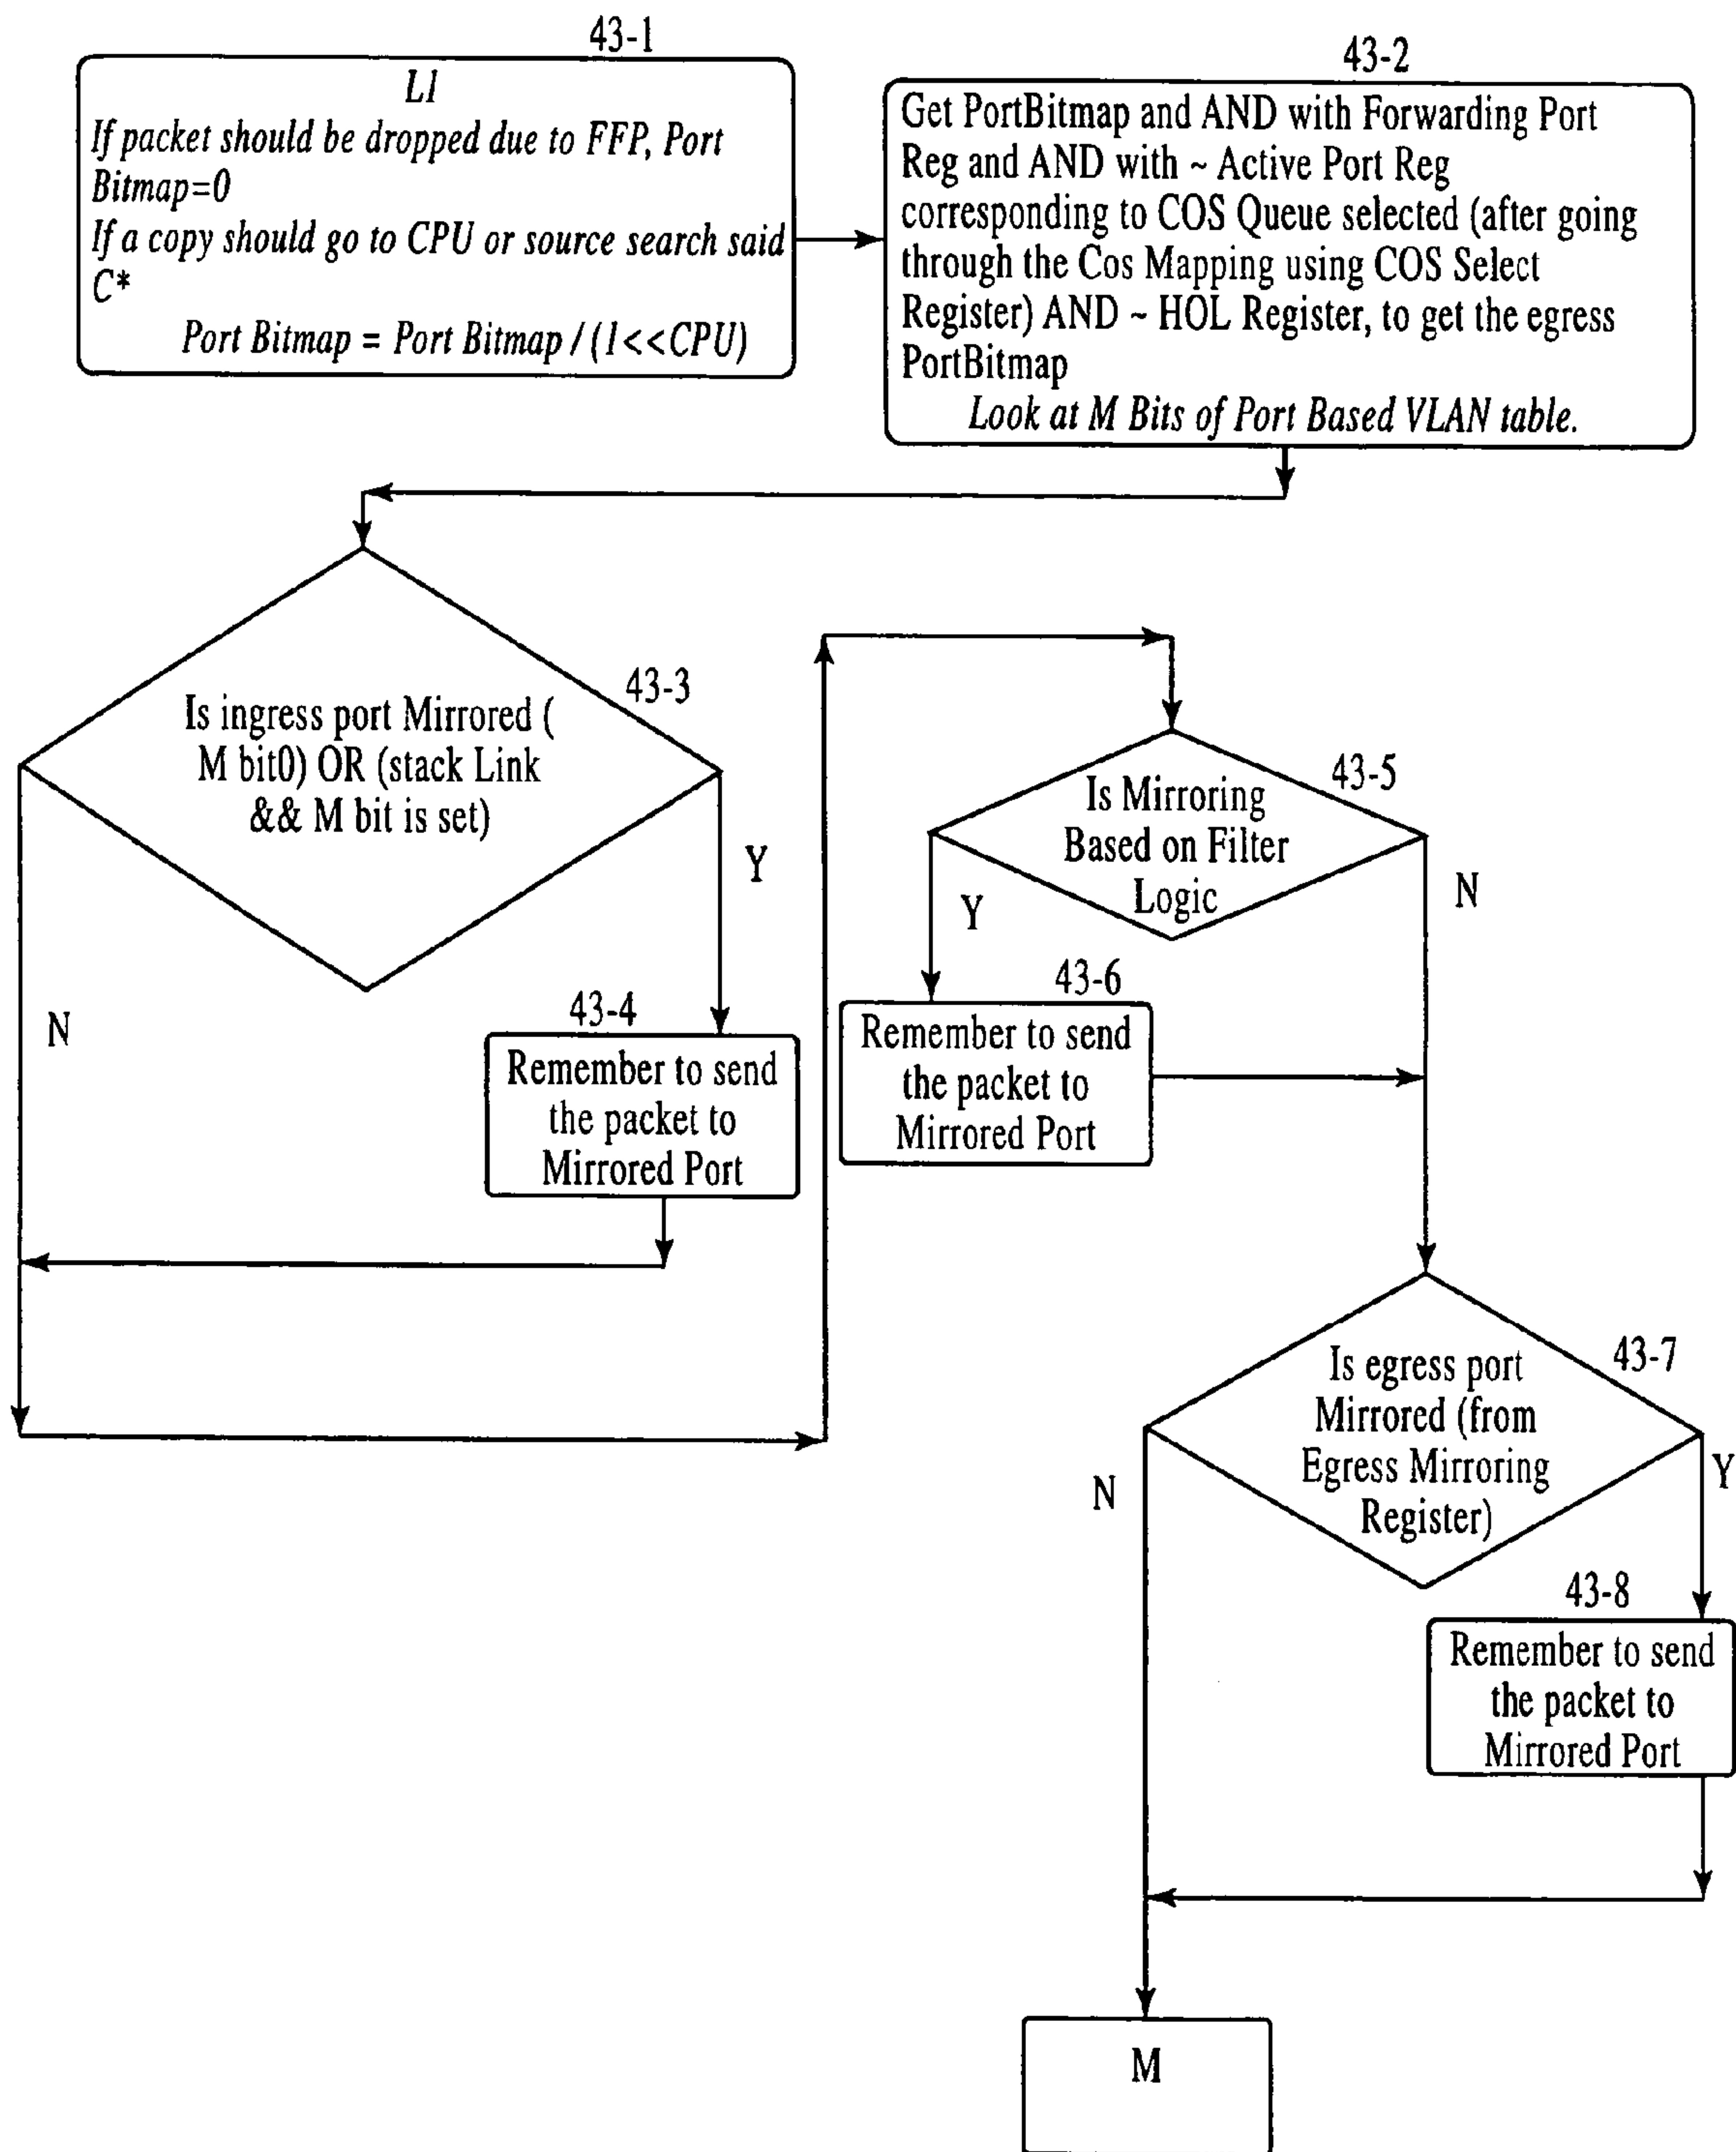 43-1
L1
If packet should be dropped due to FFP, Port
Bitmap=0
If a copy should go to CPU or source search said
C*
Port Bitmap = Port Bitmap / (1<<CPU)
43-2
Get PortBitmap and AND with Forwarding Port
Reg and AND with ~ Active Port Reg
corresponding to COS Queue selected (after going
through the Cos Mapping using COS Select
Register) AND ~ HOL Register, to get the egress
PortBitmap
Look at M Bits of Port Based VLAN table.
43-3
Is ingress port Mirrored (
M bit0) OR (stack Link
&& M bit is set)
Y
N
43-4
Remember to send
the packet to
Mirrored Port
43-5
Is Mirroring
Based on Filter
Logic
Y
N
43-6
Remember to send
the packet to
Mirrored Port
43-7
Is egress port
Mirrored (from
Egress Mirroring
Register)
N
Y
43-8
Remember to send
the packet to
Mirrored Port
M